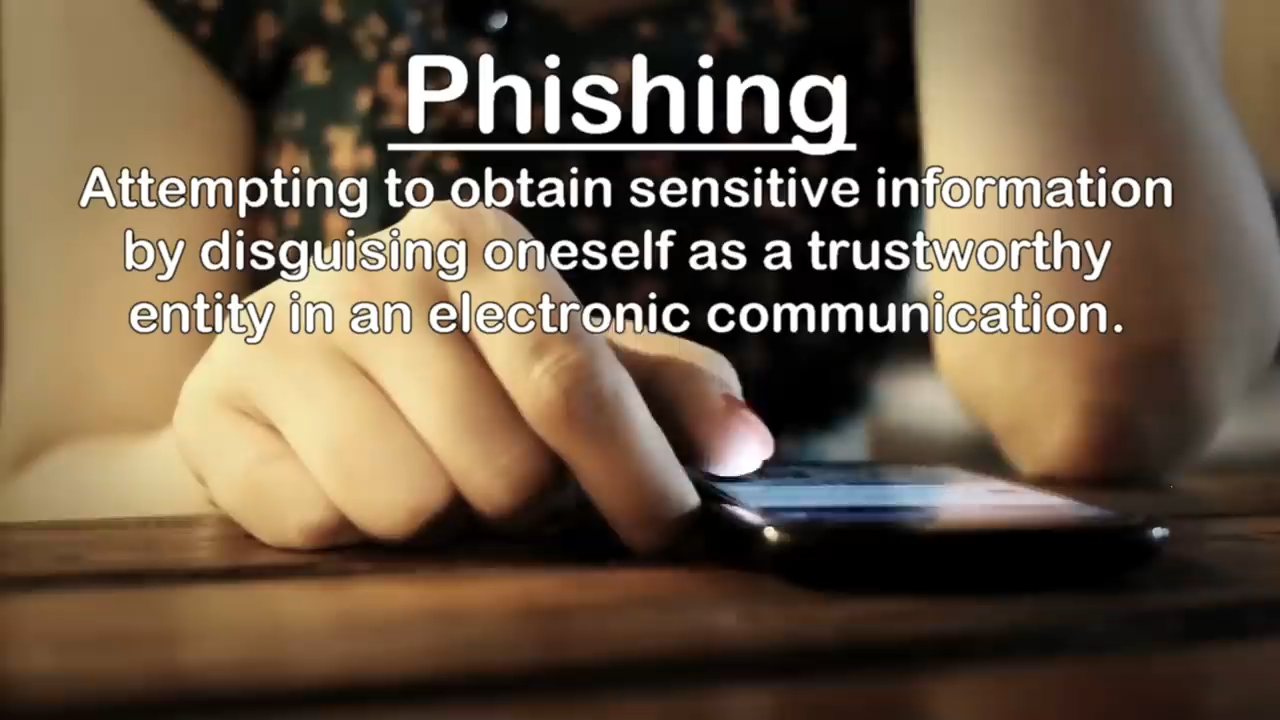 Phishing
Attempting to obtain sensitive information
by disguising oneself as a trustworthy
entity in an electronic communication.